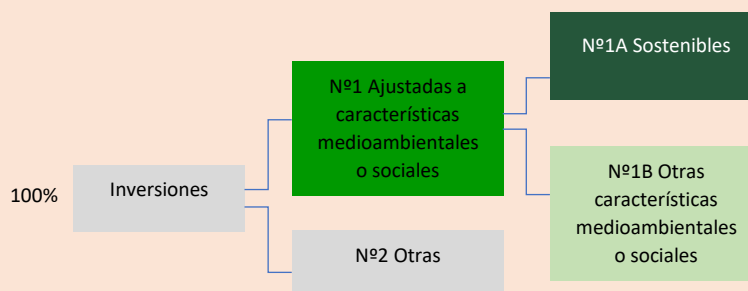 100%
Inversiones
Nº1 Ajustadas a
características
medioambientales
o sociales
Nº2 Otras
Nº1A Sostenibles
Nº1B Otras
características
medioambientales
o sociales